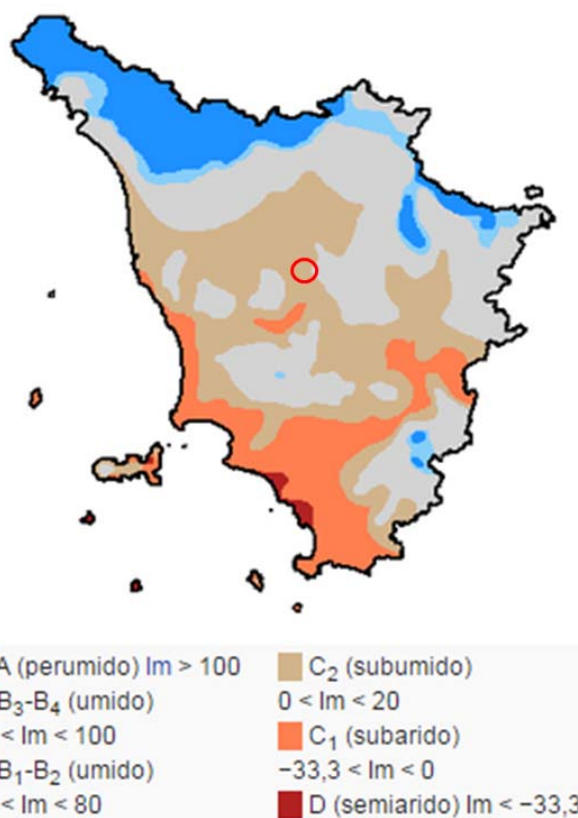 A (perumido) Im > 100
B3-B4 (umido)
< Im < 100
B1-B2 (umido)
< Im < 80
C2 (subumido)
0 < Im < 20
C1 (subarido)
−33,3 < Im < 0
D (semiarido) Im < −33,3